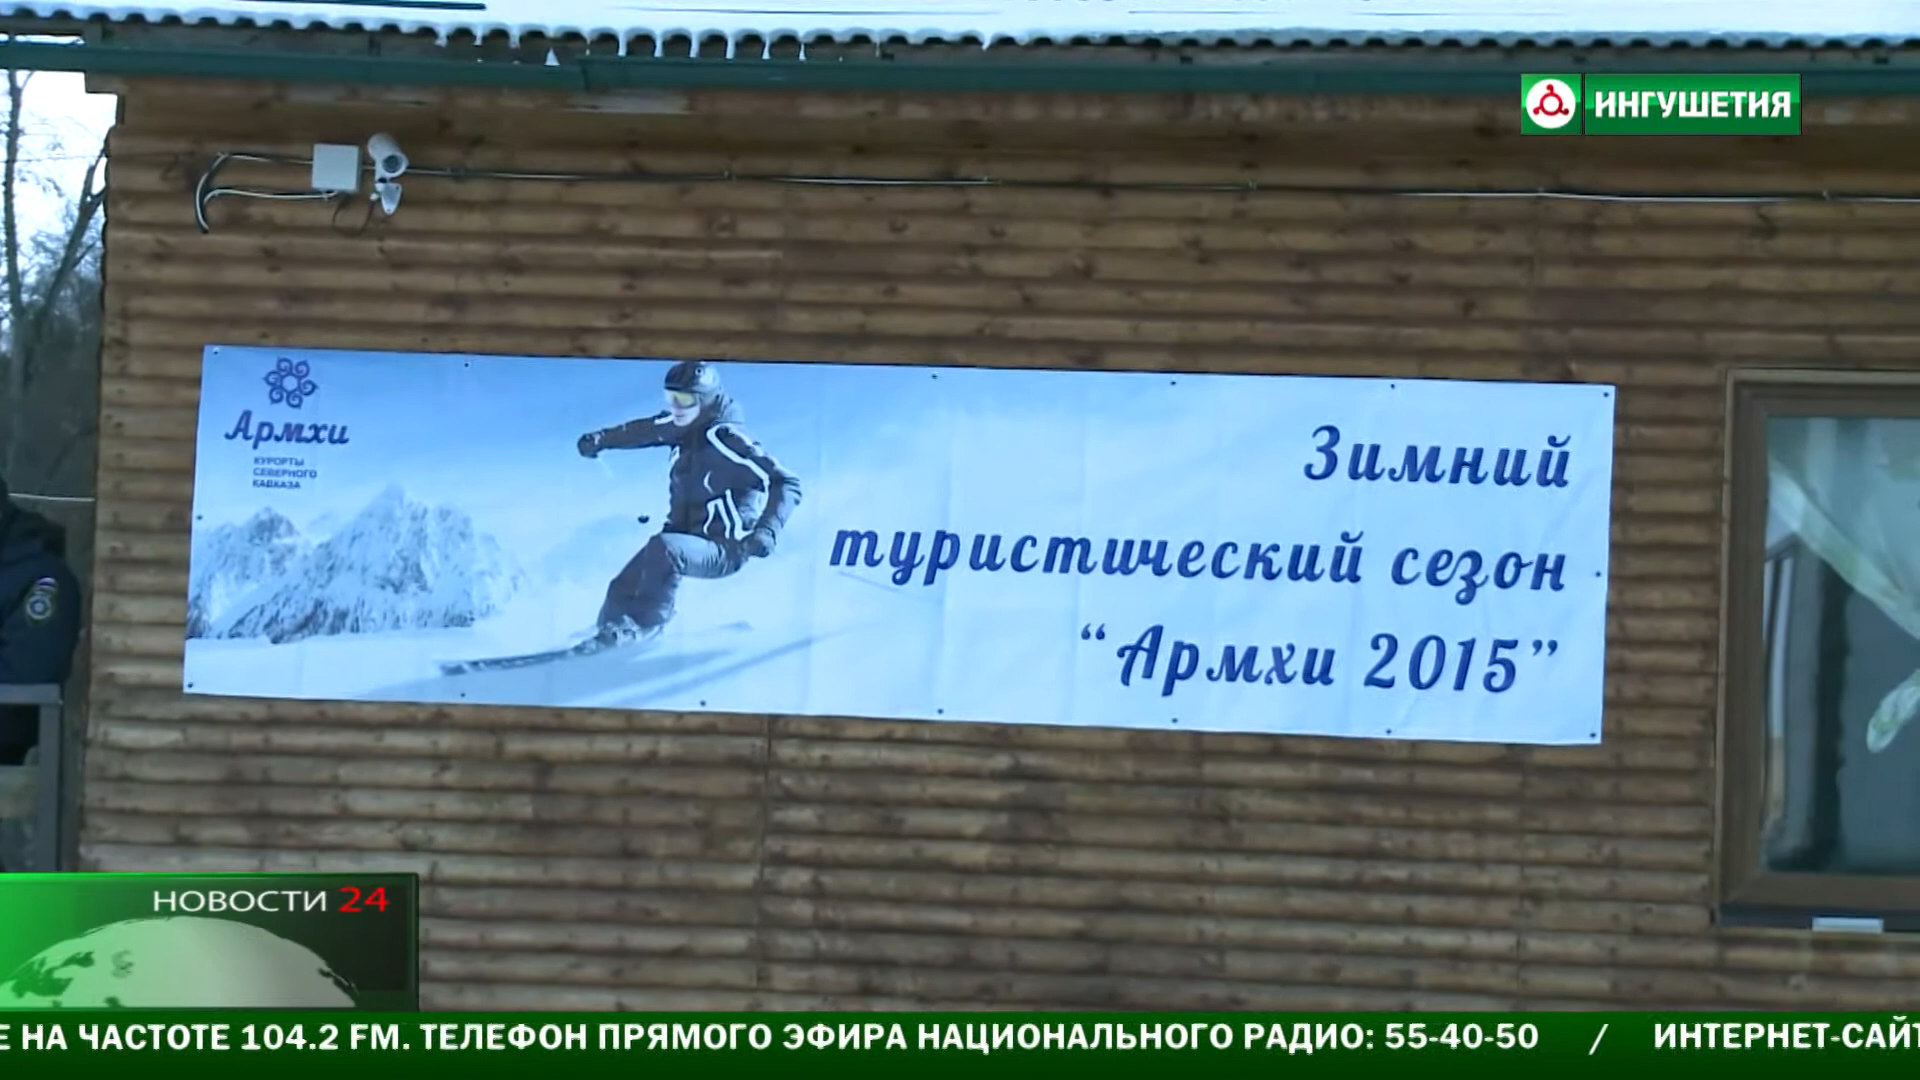 ИНГУШЕТИЯ
Армхи
КУРОРТЫ
СЕВЕРНОГО
КАВКАЗА
Зимний
туристический сезон
“Армхи 2015”
НОВОСТИ 24
Е НА ЧАСТОТЕ 104.2 FM. ТЕЛЕФОН ПРЯМОГО ЭФИРА НАЦИОНАЛЬНОГО РАДИО: 55-40-50 / ИНТЕРНЕТ-САЙТ